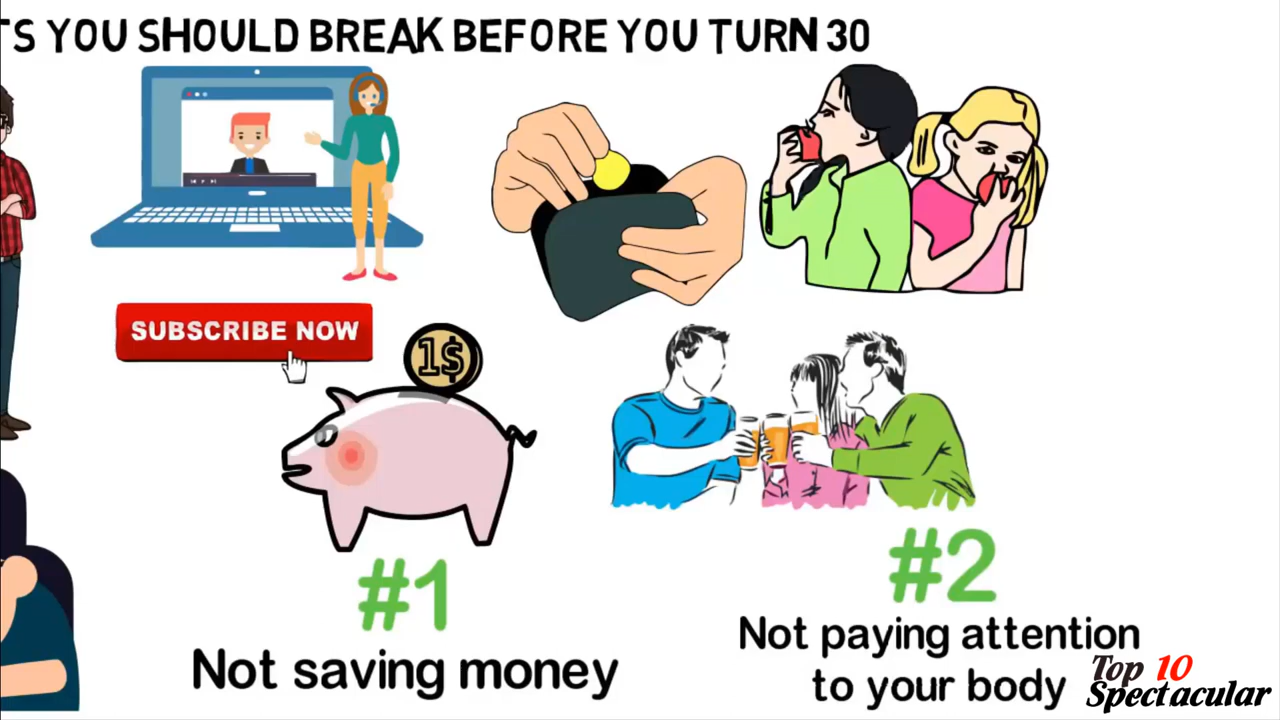 TS YOU SHOULD BREAK BEFORE YOU TURN 30
SUBSCRIBE NOW
1$
#1
Not saving money
#2
Not paying attention
to your body
Top 10
Spectacular